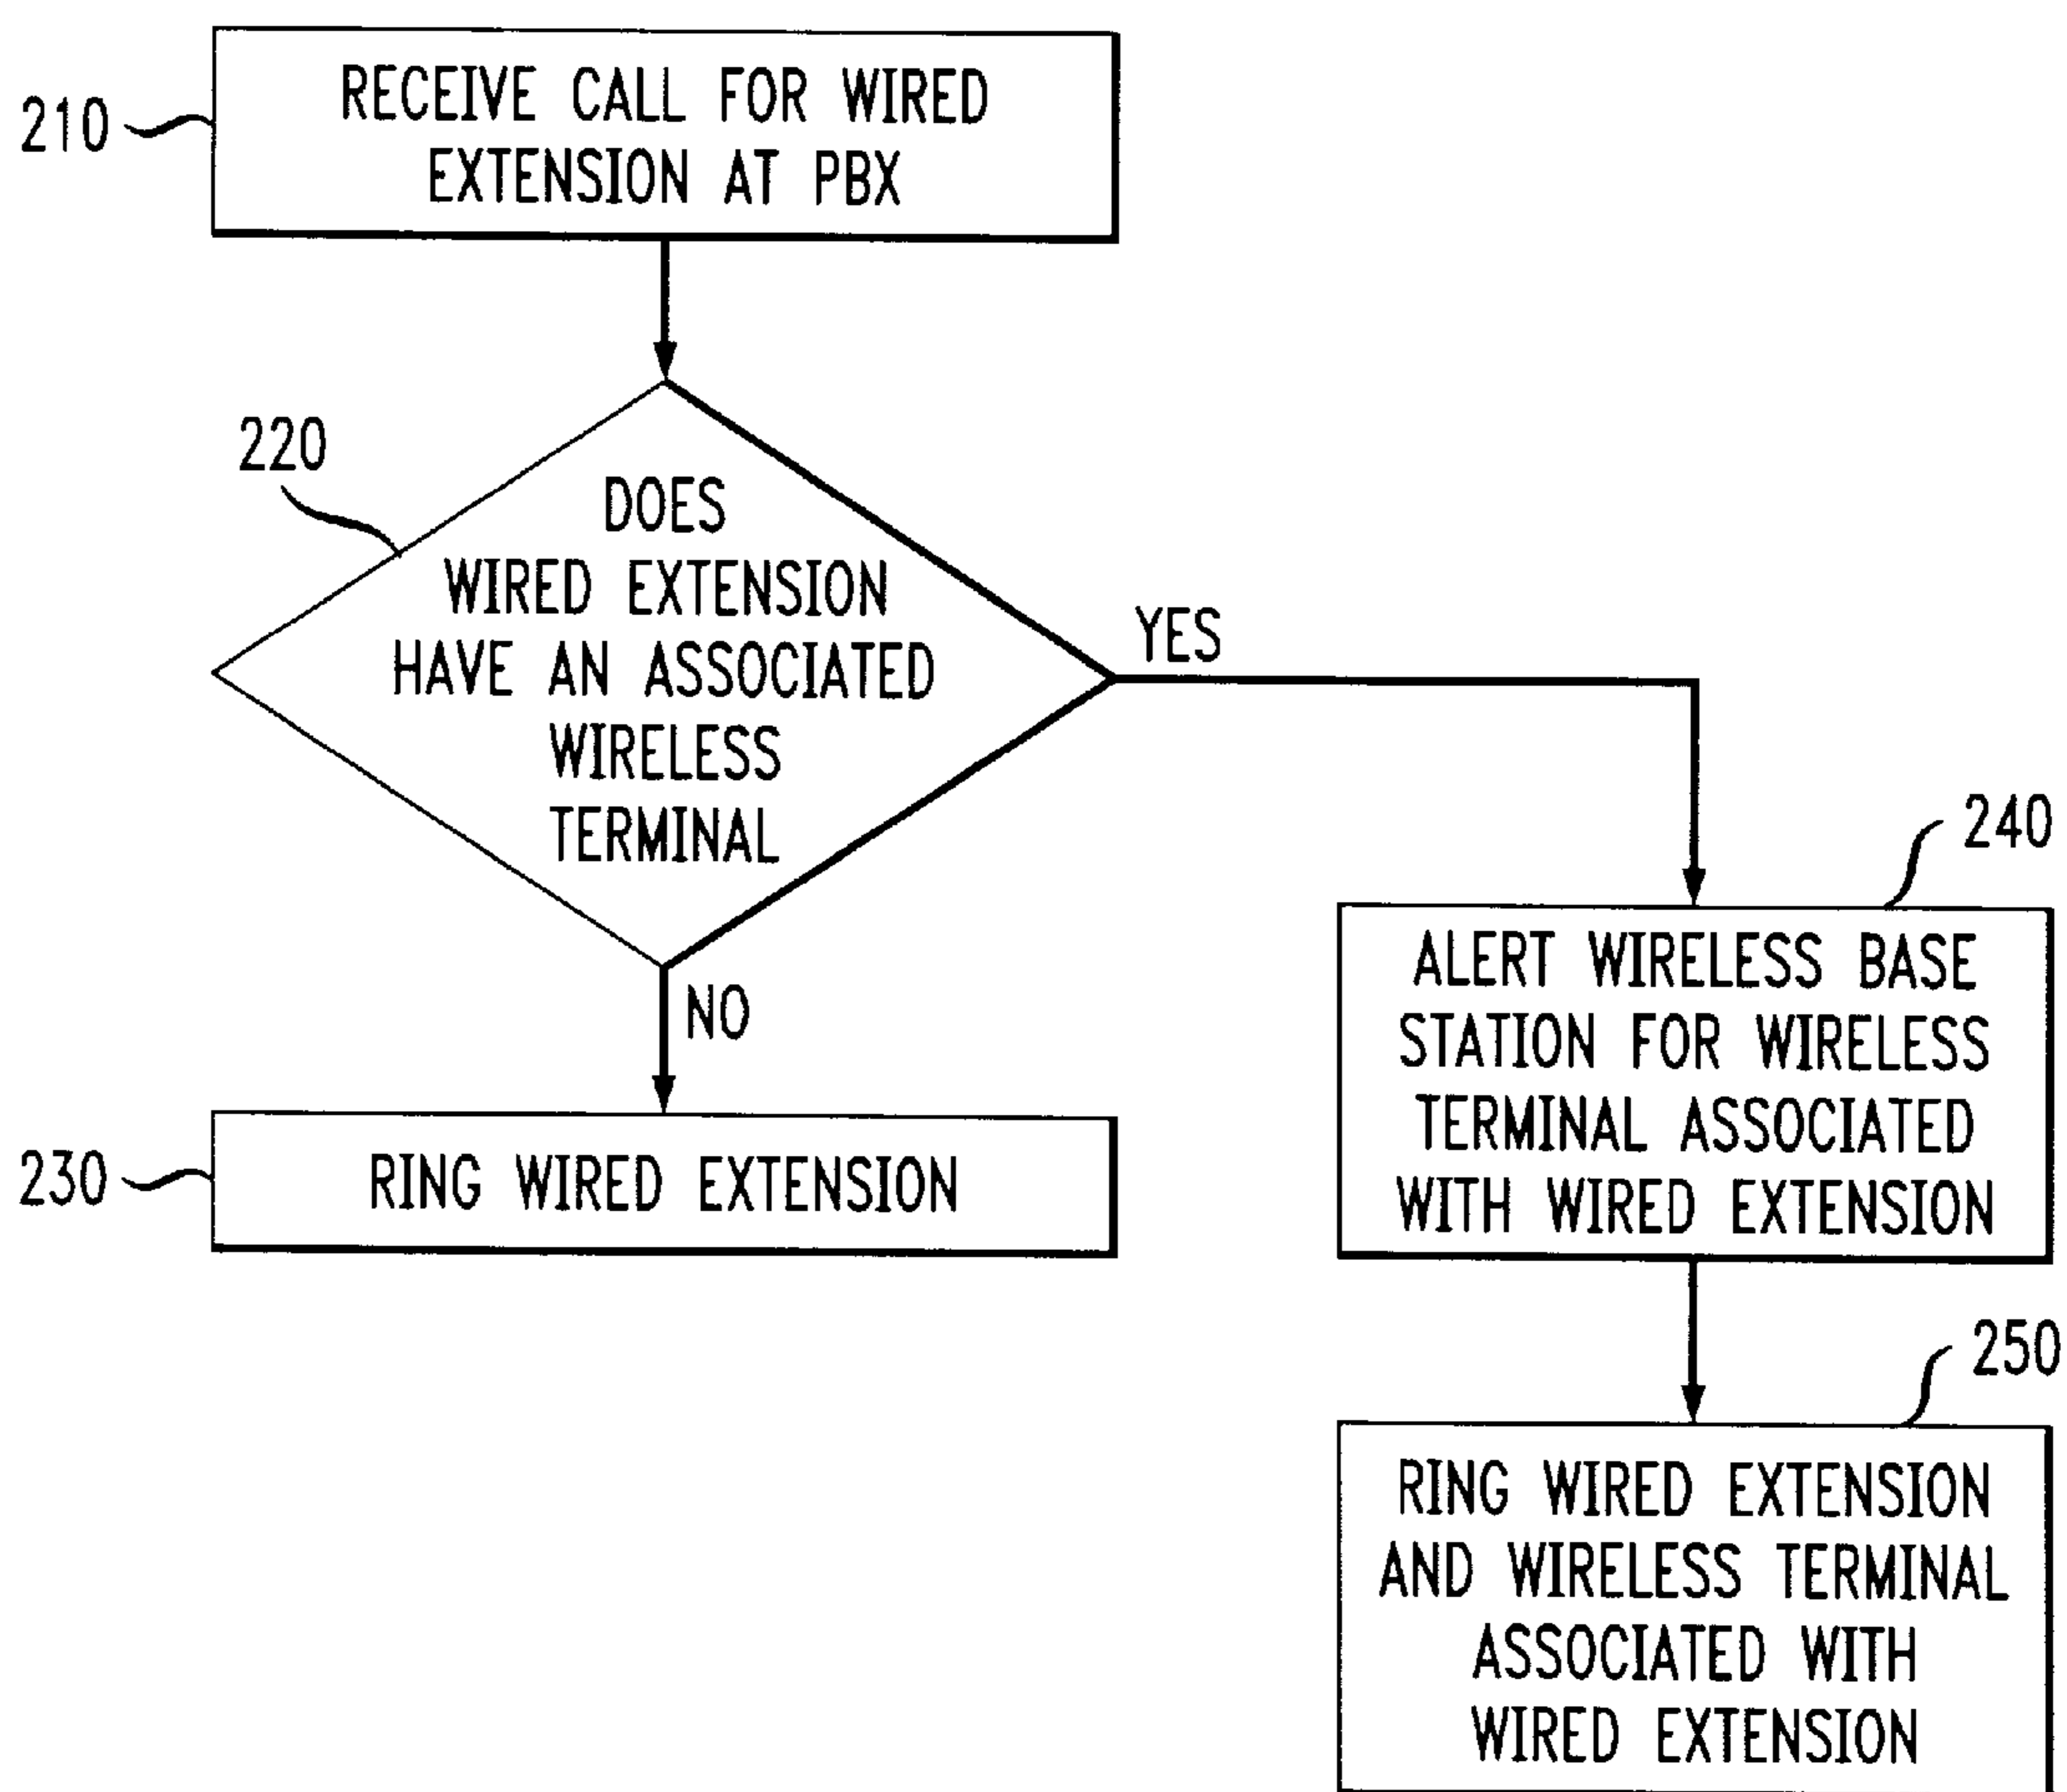 210
RECEIVE CALL FOR WIRED
EXTENSION AT PBX
220
DOES
WIRED EXTENSION
HAVE AN ASSOCIATED
WIRELESS
TERMINAL
YES
NO
230
RING WIRED EXTENSION
240
ALERT WIRELESS BASE
STATION FOR WIRELESS
TERMINAL ASSOCIATED
WITH WIRED EXTENSION
250
RING WIRED EXTENSION
AND WIRELESS TERMINAL
ASSOCIATED WITH
WIRED EXTENSION